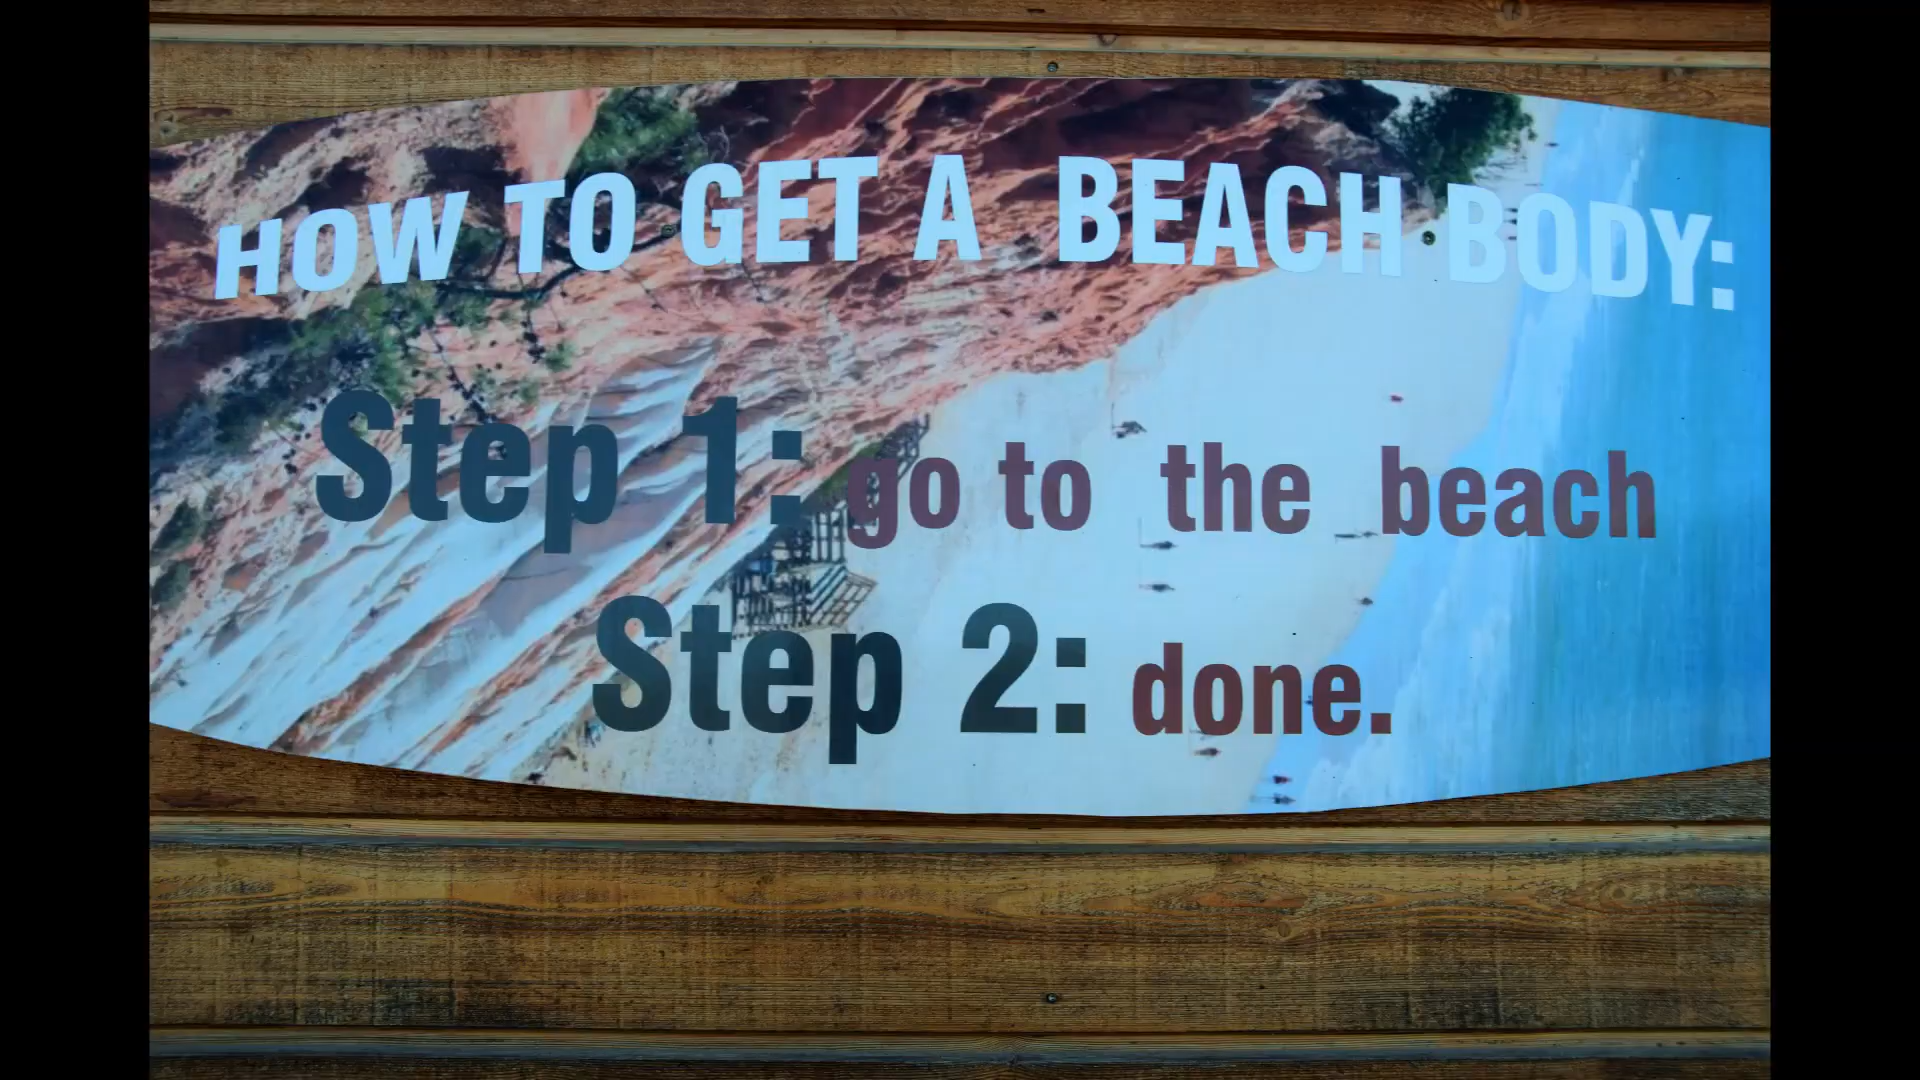 HOW TO GET A BEACH BODY:
Step 1: go to the beach
Step 2: done.